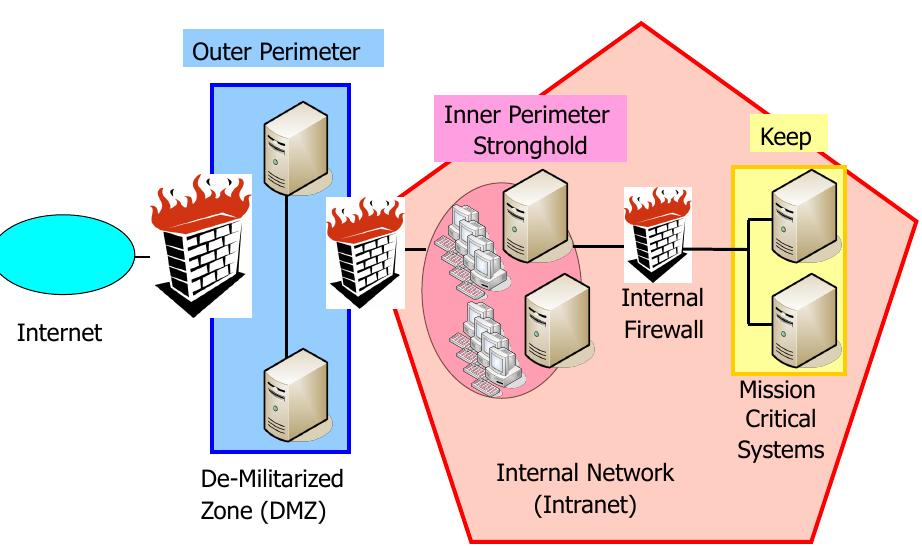 Outer Perimeter
Inner Perimeter
Stronghold
Keep
Internet
Internal
Firewall
Mission
Critical
Systems
De-Militarized
Zone (DMZ)
Internal Network
(Intranet)